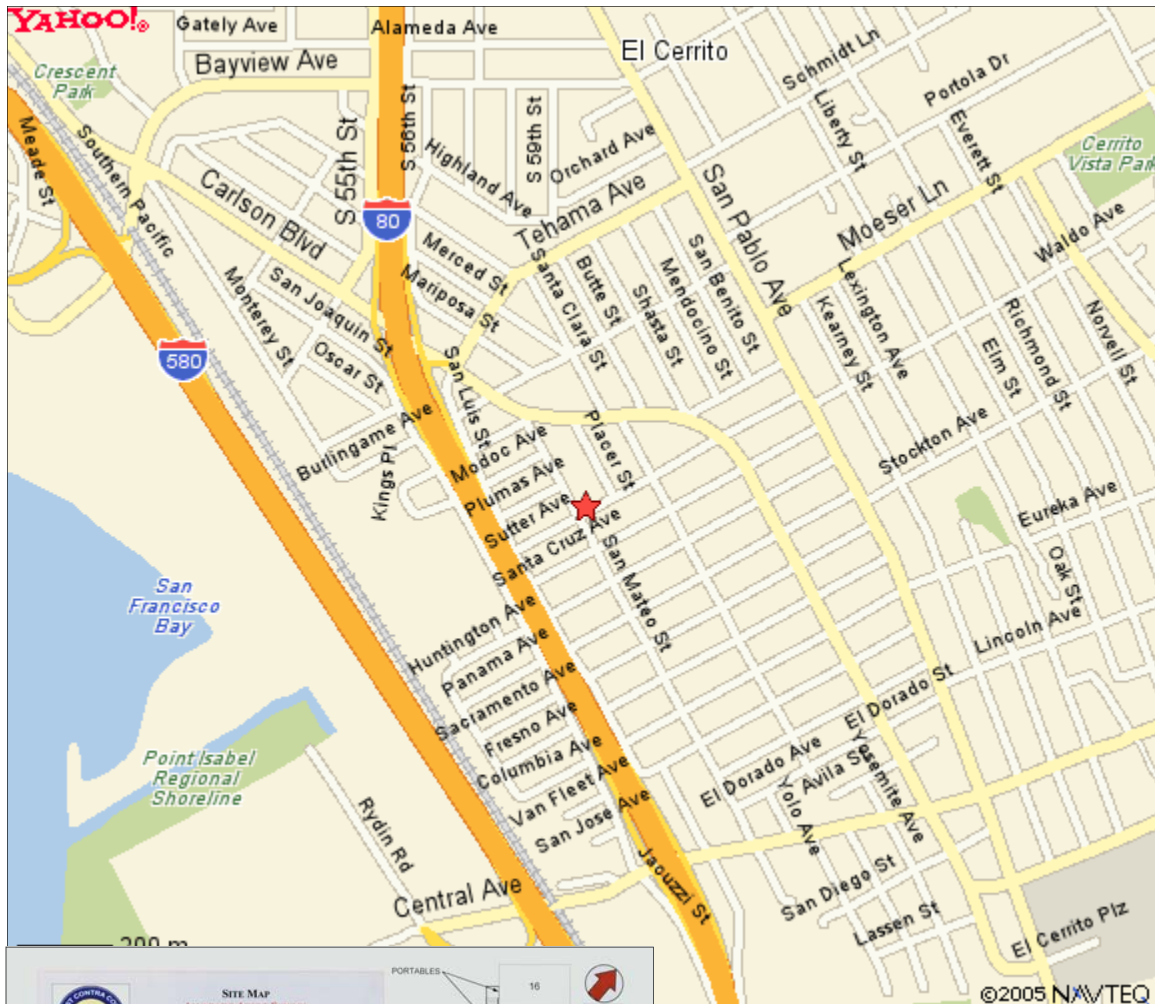 YAHOO!®
Gately Ave
Alameda Ave
El Cerrito
Bayview Ave
Schmidt Ln
Portola Dr
Crescent
Park
S 56th St
S 55th St
S 59th St
Liberty St
Everett St
Cerrito
Vista Park
Meade St
Southern Pacific
Highland Ave
Orchard Ave
Carlson Blvd
80
Tehama Ave
San Pablo Ave
Moeser Ln
Waldo Ave
Merced St
Mariposa St
Santa Clara St
Butte St
Shasta St
Mendocino St
San Benito St
Lexington Ave
Kearney St
Richmond St
Elm St
Norvell St
Monterey St
San Joaquin St
Oscar St
580
San Luis St
Burlingame Ave
Kings Pl
Modoc Ave
Placer St
Stockton Ave
Plumas Ave
Sutter Ave
Santa Cruz Ave
Eureka Ave
San Mateo St
Oak St
San
Francisco
Bay
Huntington Ave
Panama Ave
Lincoln Ave
Sacramento Ave
Fresno Ave
El Dorado St
Columbia Ave
Point Isabel
Regional
Shoreline
El Dorado Ave
Avila St
Yosemite Ave
Yolo Ave
Van Fleet Ave
San Jose Ave
Rydin Rd
Central Ave
Jacuzzi St
San Diego St
Lassen St
El Cerrito Plz
200 m
PORTABLES
16
SITE MAP
©2005 NAVTEQ